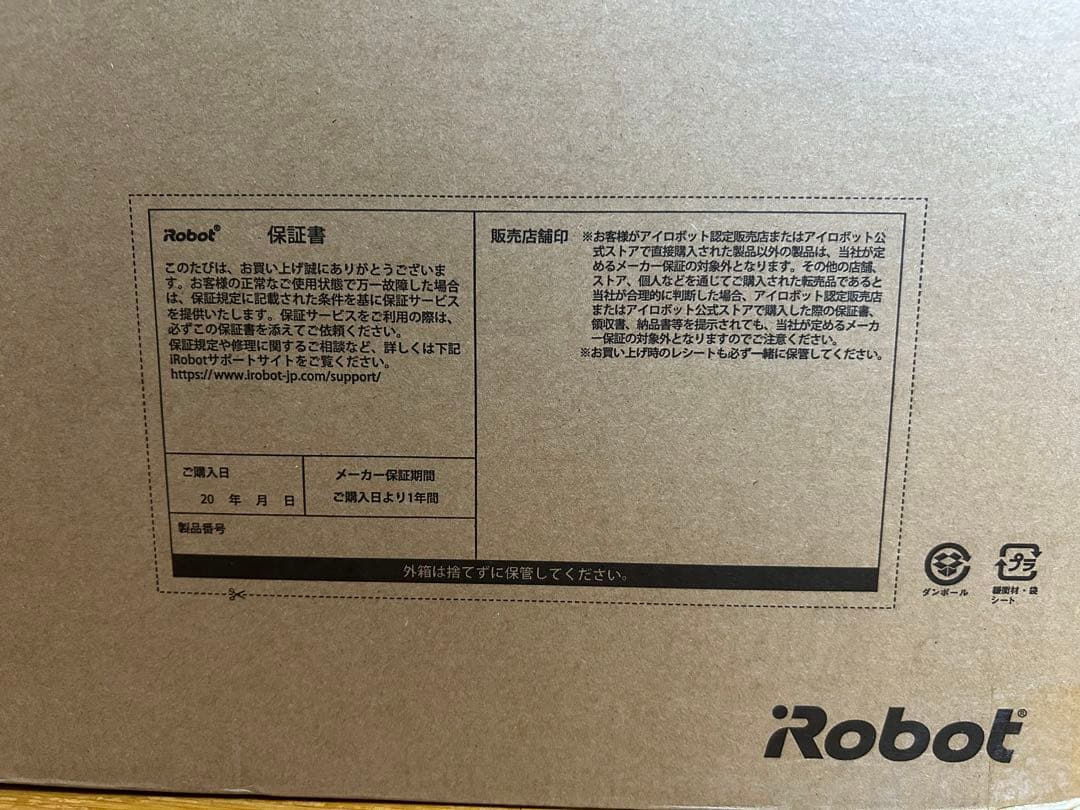 iRobot® 保証書
このたびは、お買い上げ誠にありがとうございま
す。お客様の正常なご使用状態で万一故障した場合
は、保証規定に記載された条件を基に保証サービス
を提供いたします。保証サービスをご利用の際は、
必ずこの保証書を添えてご依頼ください。
保証規定や修理に関するご相談など、詳しくは下記
iRobotサポートサイトをご覧ください。
https://www.irobot-jp.com/support/
ご購入日
20 年 月 日
メーカー保証期間
ご購入日より1年間
製品番号
販売店舗印
※お客様がアイロボット認定販売店またはアイロボット公
式ストアで直接購入された製品以外の製品は、当社が定
めるメーカー保証の対象外となります。その他の店舗、
ストア、個人などを通じてご購入された転売品であると
当社が合理的に判断した場合、アイロボット認定販売店
またはアイロボット公式ストアで購入した際の保証書、
領収書、納品書等を提示されても、当社が定めるメーカ
ー保証の対象外となりますのでご注意ください。
※お買い上げ時のレシートも必ず一緒に保管してください。
外箱は捨てずに保管してください。
ダンボール
プラ
緩衝材・袋
シート
iRobot®